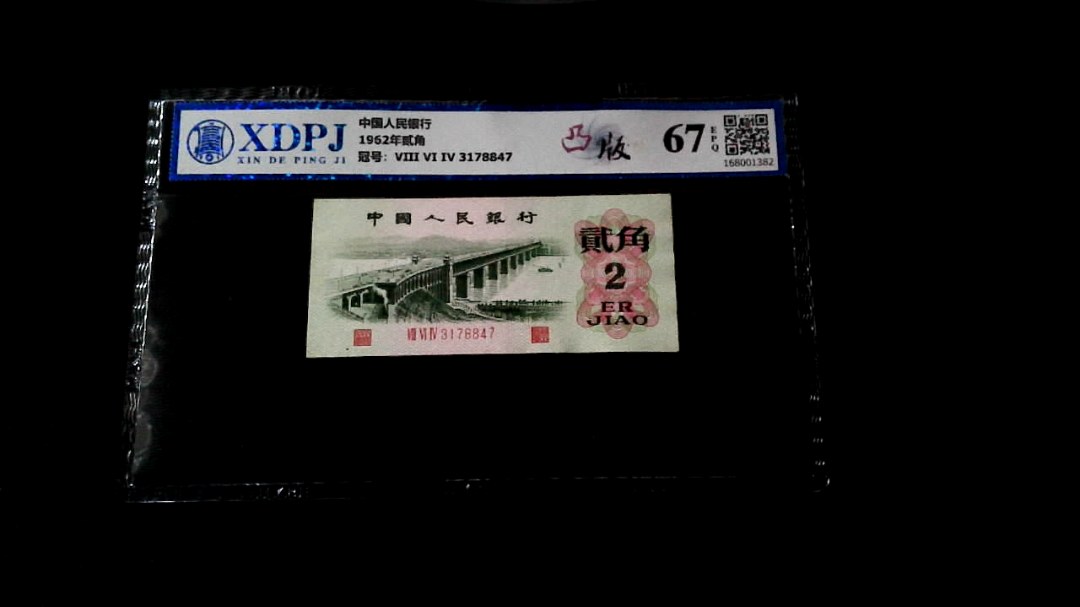 XDPJ
XIN DE PING JI
中国人民银行
1962年贰角
冠号：VIII VI IV 3178847
凸版
67
EPQ
168001382
中國人民銀行
貳角
2
ER
JIAO
VIII VI IV 3178847